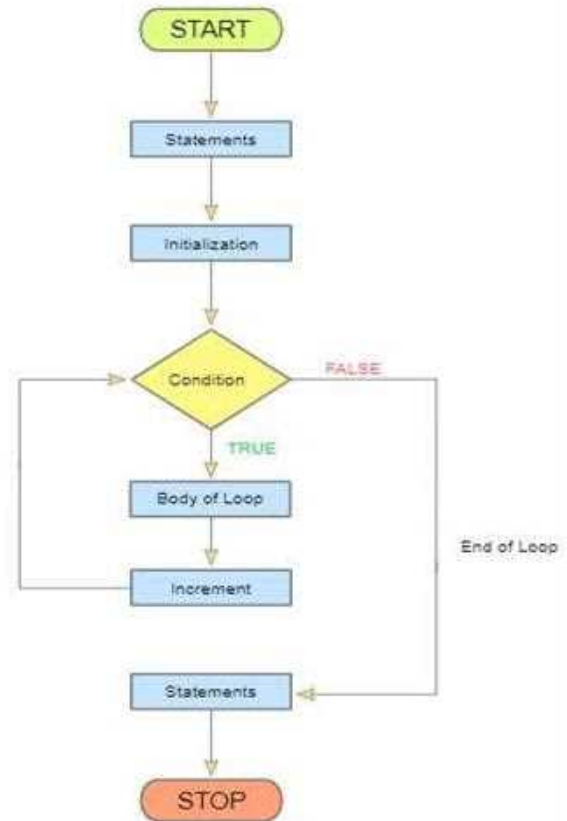 START
Statements
Initialization
Condition
FALSE
TRUE
Body of Loop
End of Loop
Increment
Statements
STOP